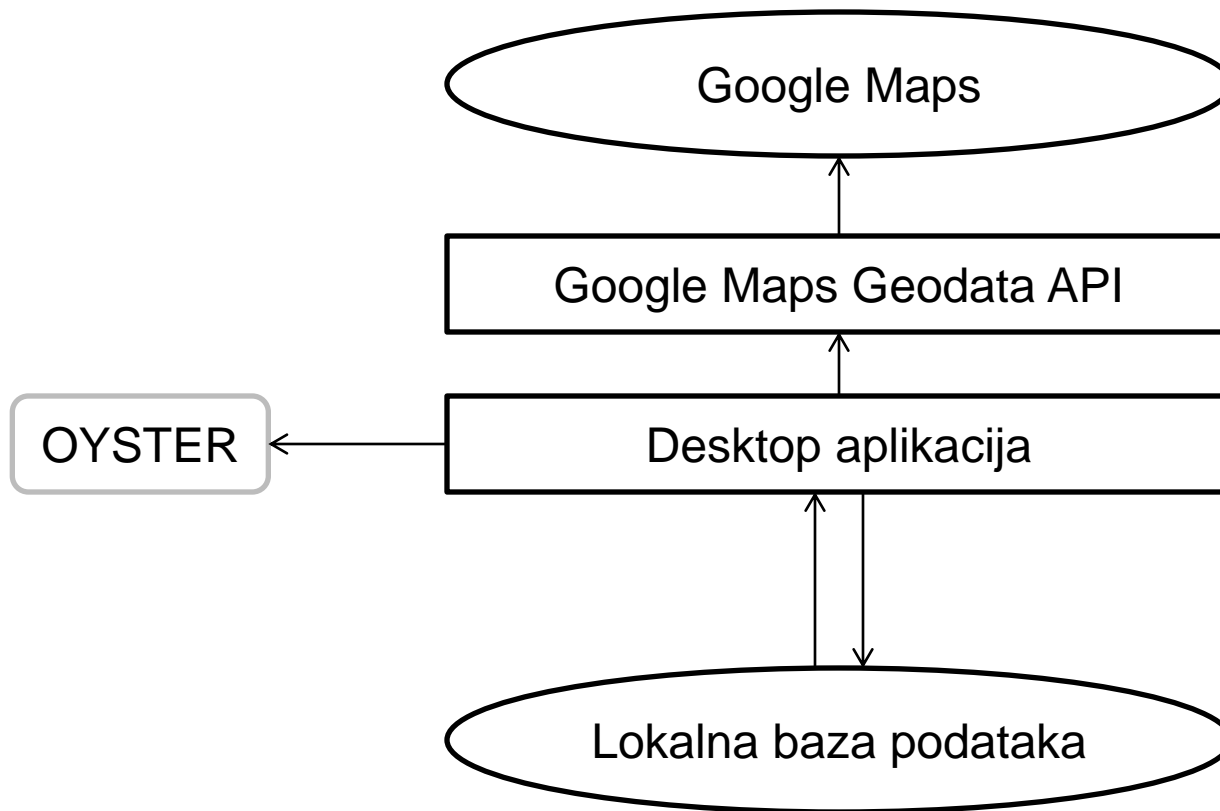 Google Maps
Google Maps Geodata API
OYSTER
Desktop aplikacija
Lokalna baza podataka